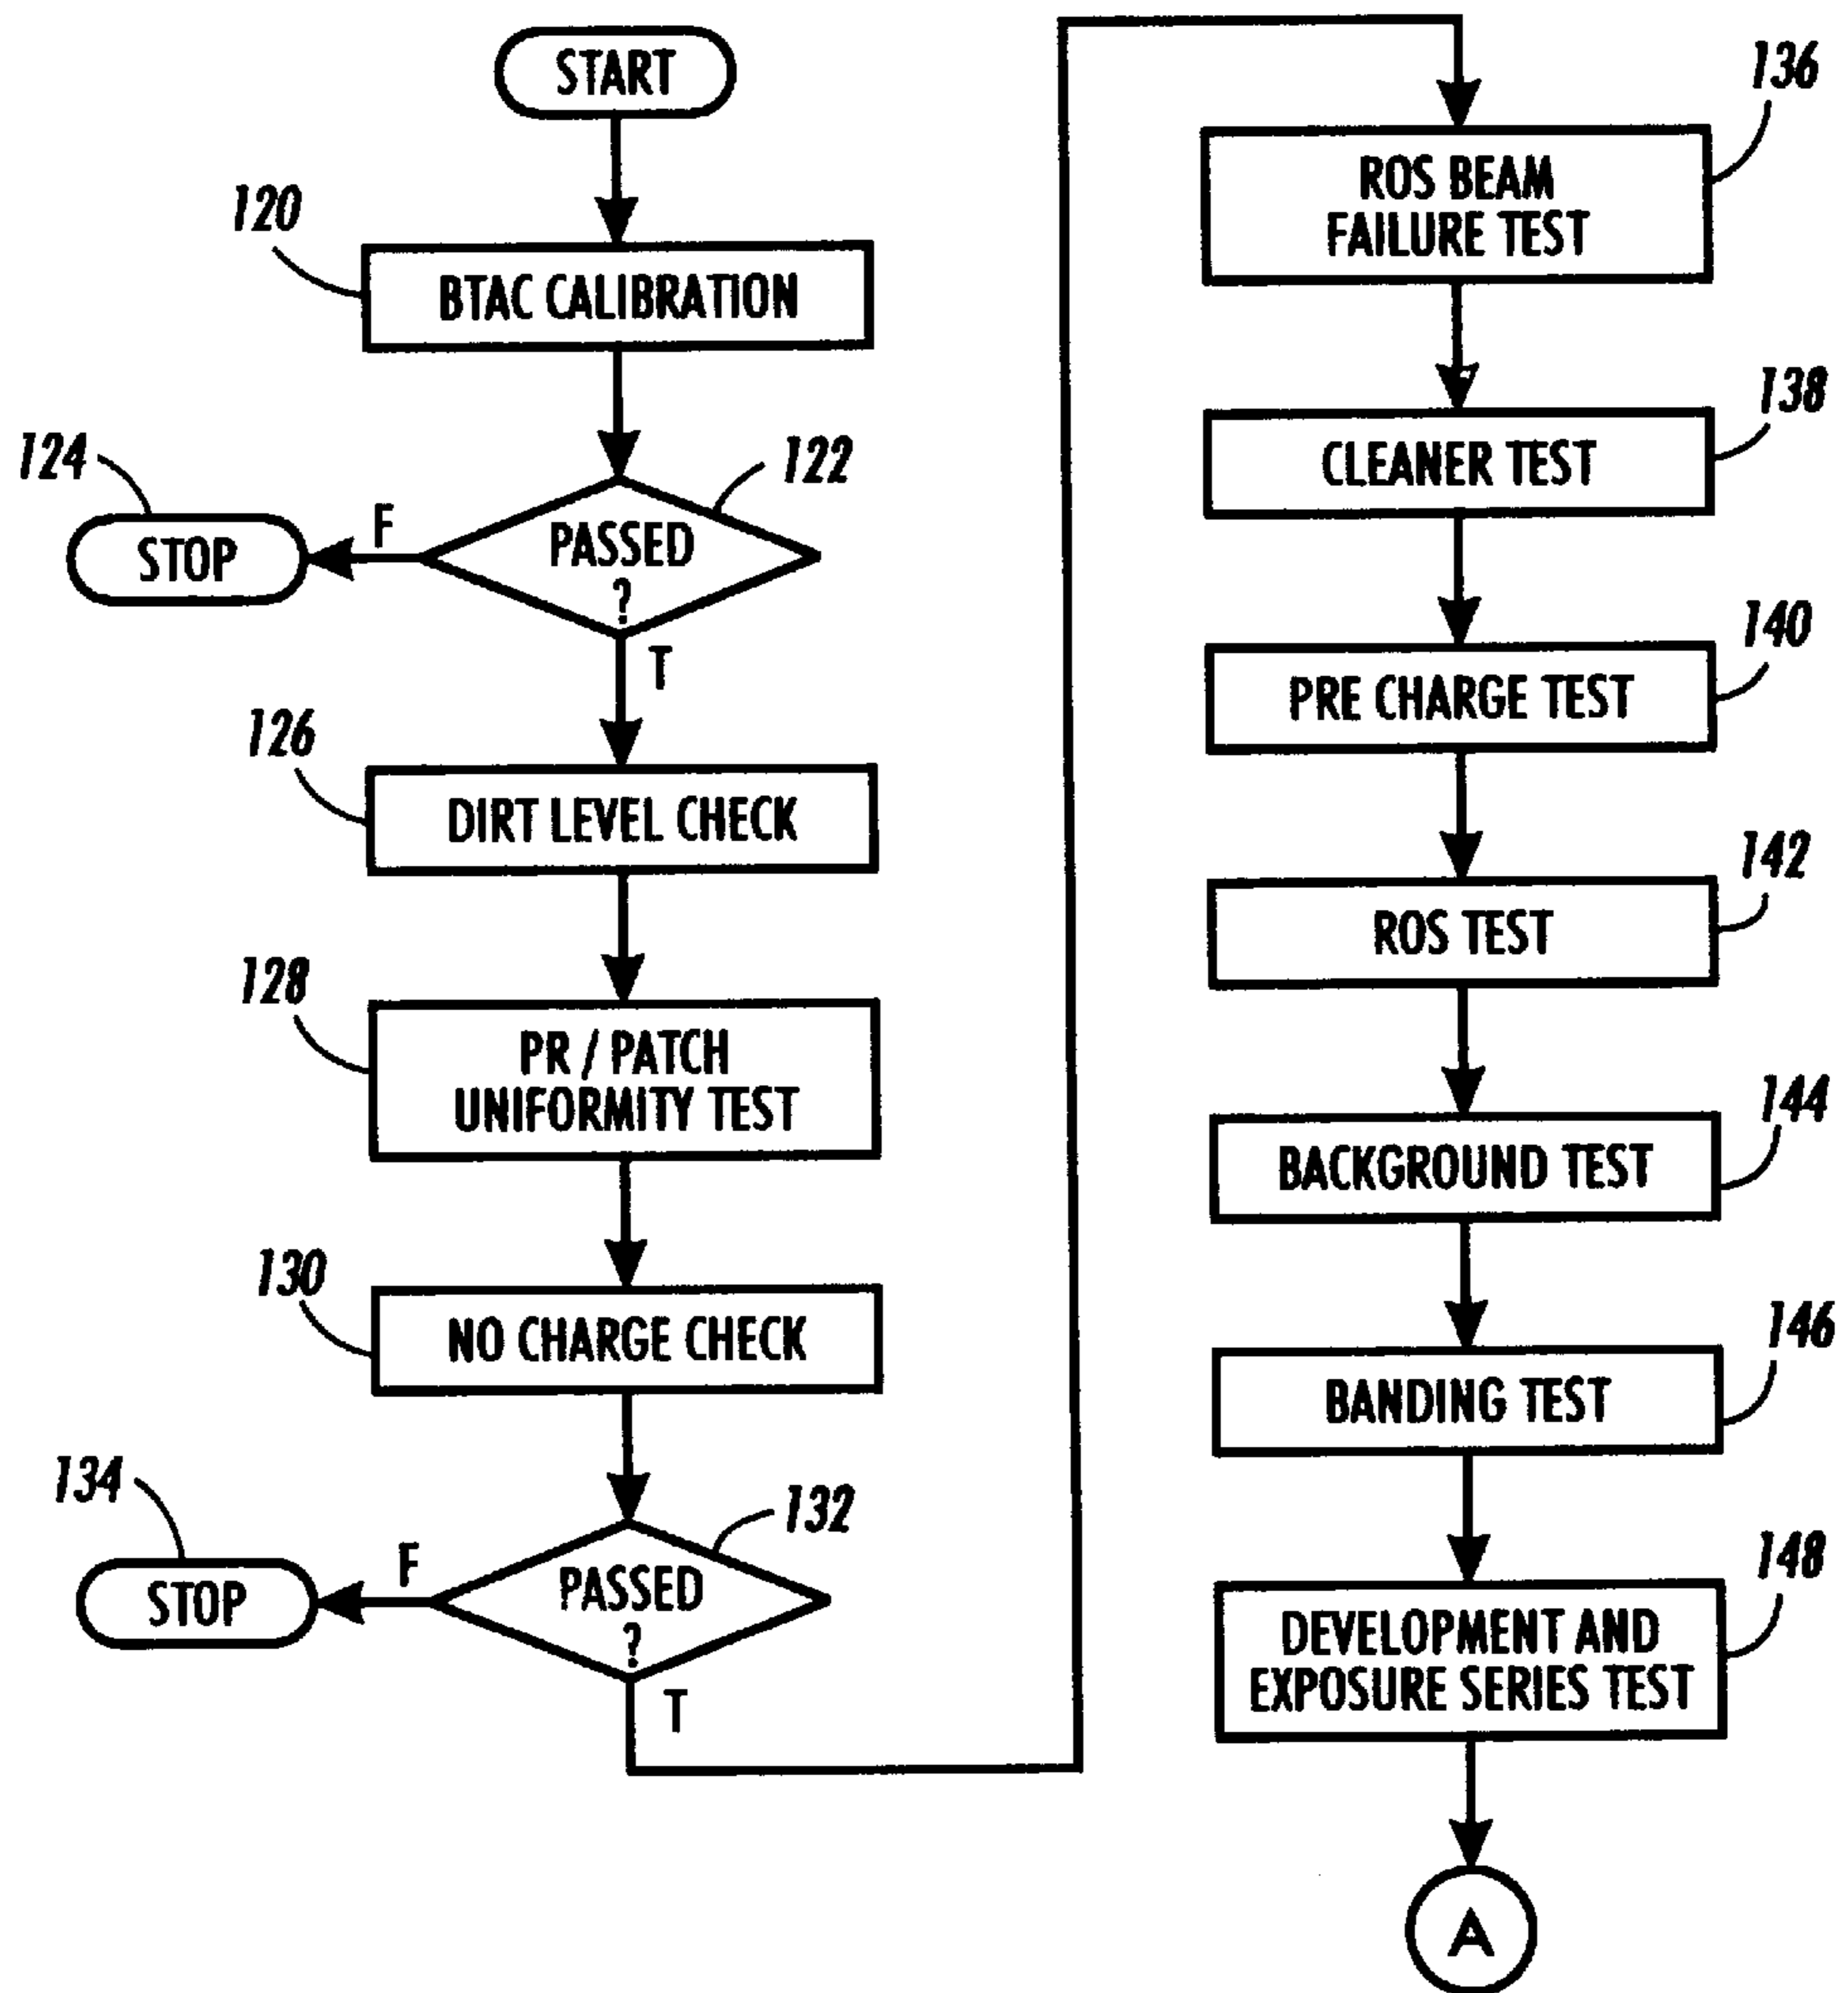 START
120
BTAC CALIBRATION
124
122
STOP
F
PASSED
?
T
126
DIRT LEVEL CHECK
128
PR / PATCH
UNIFORMITY TEST
130
NO CHARGE CHECK
134
132
STOP
F
PASSED
?
T
136
ROS BEAM
FAILURE TEST
138
CLEANER TEST
140
PRE CHARGE TEST
142
ROS TEST
144
BACKGROUND TEST
146
BANDING TEST
148
DEVELOPMENT AND
EXPOSURE SERIES TEST
A